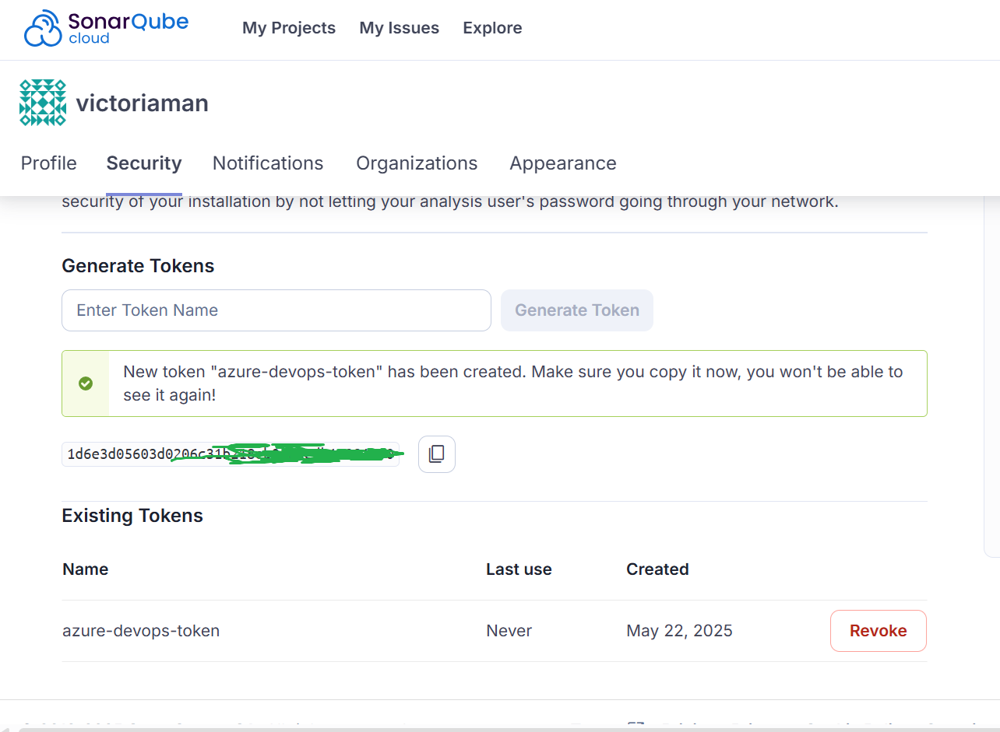 SonarQube
cloud
My Projects My Issues Explore
victoriaman
Profile Security Notifications Organizations Appearance
security of your installation by not letting your analysis user's password going through your network.
Generate Tokens
Enter Token Name Generate Token
New token "azure-devops-token" has been created. Make sure you copy it now, you won't be able to
see it again!
Existing Tokens
Name Last use Created
azure-devops-token Never May 22, 2025 Revoke